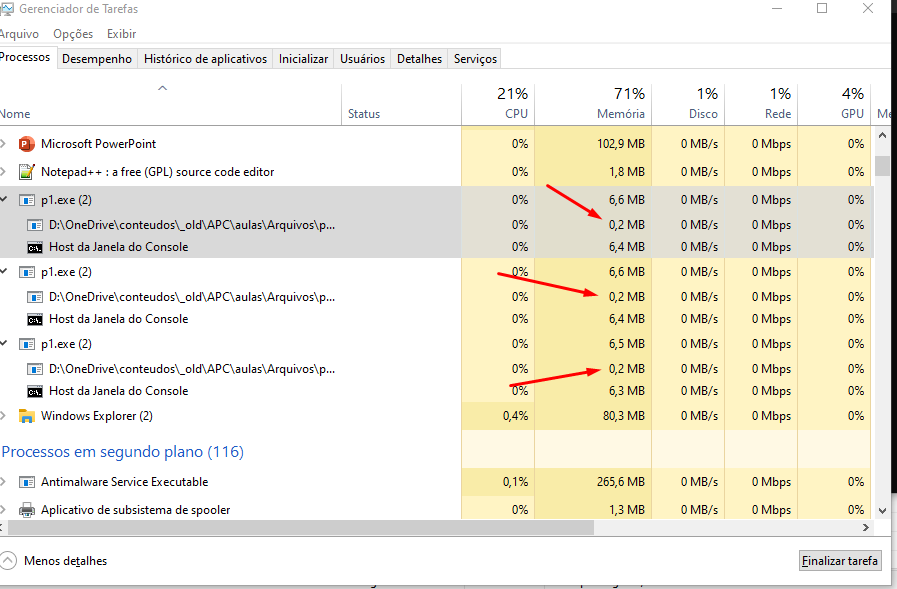 Gerenciador de Tarefas
Arquivo Opções Exibir
Processos Desempenho Histórico de aplicativos Inicializar Usuários Detalhes Serviços
21% 71% 1% 1% 4%
Nome Status CPU Memória Disco Rede GPU Me
Microsoft PowerPoint 0% 102,9 MB 0 MB/s 0 Mbps 0%
Notepad++ : a free (GPL) source code editor 0% 1,8 MB 0 MB/s 0 Mbps 0%
p1.exe (2) 0% 6,6 MB 0 MB/s 0 Mbps 0%
D:\OneDrive\conteudos\_old\APC\aulas\Arquivos\p... 0% 0,2 MB 0 MB/s 0 Mbps 0%
Host da Janela do Console 0% 6,4 MB 0 MB/s 0 Mbps 0%
p1.exe (2) 0% 6,6 MB 0 MB/s 0 Mbps 0%
D:\OneDrive\conteudos\_old\APC\aulas\Arquivos\p... 0% 0,2 MB 0 MB/s 0 Mbps 0%
Host da Janela do Console 0% 6,4 MB 0 MB/s 0 Mbps 0%
p1.exe (2) 0% 6,5 MB 0 MB/s 0 Mbps 0%
D:\OneDrive\conteudos\_old\APC\aulas\Arquivos\p... 0% 0,2 MB 0 MB/s 0 Mbps 0%
Host da Janela do Console 0% 6,3 MB 0 MB/s 0 Mbps 0%
Windows Explorer (2) 0,4% 80,3 MB 0 MB/s 0 Mbps 0%
Processos em segundo plano (116)
Antimalware Service Executable 0,1% 265,6 MB 0 MB/s 0 Mbps 0%
Aplicativo de subsistema de spooler 0% 1,3 MB 0 MB/s 0 Mbps 0%
Menos detalhes Finalizar tarefa